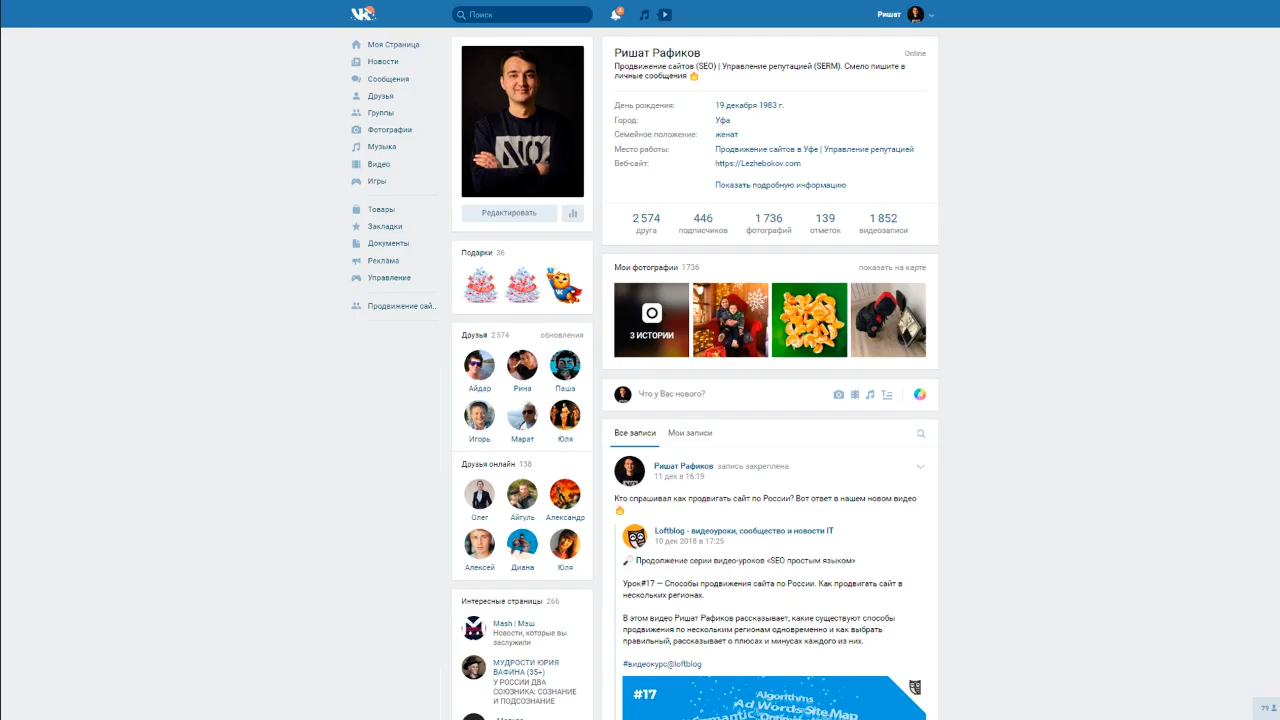 VK
Поиск
4
Ришат
Моя Страница
Новости
Сообщения
Друзья
Группы
Фотографии
Музыка
Видео
Игры
Товары
Закладки
Документы
Реклама
Управление
Продвижение сай..
NO!
Редактировать
Подарки 36
Друзья 2 574 обновления
Айдар Рина Паша
Игорь Марат Юля
Друзья онлайн 138
Олег Айгуль Александр
Алексей Диана Юля
Интересные страницы 266
Mash | Мэш
Новости, которые вы
заслужили
МУДРОСТИ ЮРИЯ
ВАФИНА (35+)
У РОССИИ ДВА
СОЮЗНИКА: СОЗНАНИЕ
И ПОДСОЗНАНИЕ
Ришат Рафиков Online
Продвижение сайтов (SEO) | Управление репутацией (SERM). Смело пишите в
личные сообщения
День рождения: 19 декабря 1983 г.
Город: Уфа
Семейное положение: женат
Место работы: Продвижение сайтов в Уфе | Управление репутацией
Веб-сайт: https://Lezhebokov.com
Показать подробную информацию
2 574 446 1 736 139 1 852
друга подписчиков фотографий отметок видеозаписи
Мои фотографии 1736 показать на карте
3 ИСТОРИИ
Что у Вас нового?
Все записи Мои записи
Ришат Рафиков запись закреплена
11 дек в 16:19
Кто спрашивал как продвигать сайт по России? Вот ответ в нашем новом видео
Loftblog - видеоуроки, сообщество и новости IT
10 дек 2018 в 17:25
Продолжение серии видео-уроков «SEO простым языком»
Урок#17 — Способы продвижения сайта по России. Как продвигать сайт в
нескольких регионах.
В этом видео Ришат Рафиков рассказывает, какие существуют способы
продвижения по нескольким регионам одновременно и как выбрать
правильный, рассказывает о плюсах и минусах каждого из них.
#видеокурс@loftblog
#17
Algorithms
Ad Words Site Map
79